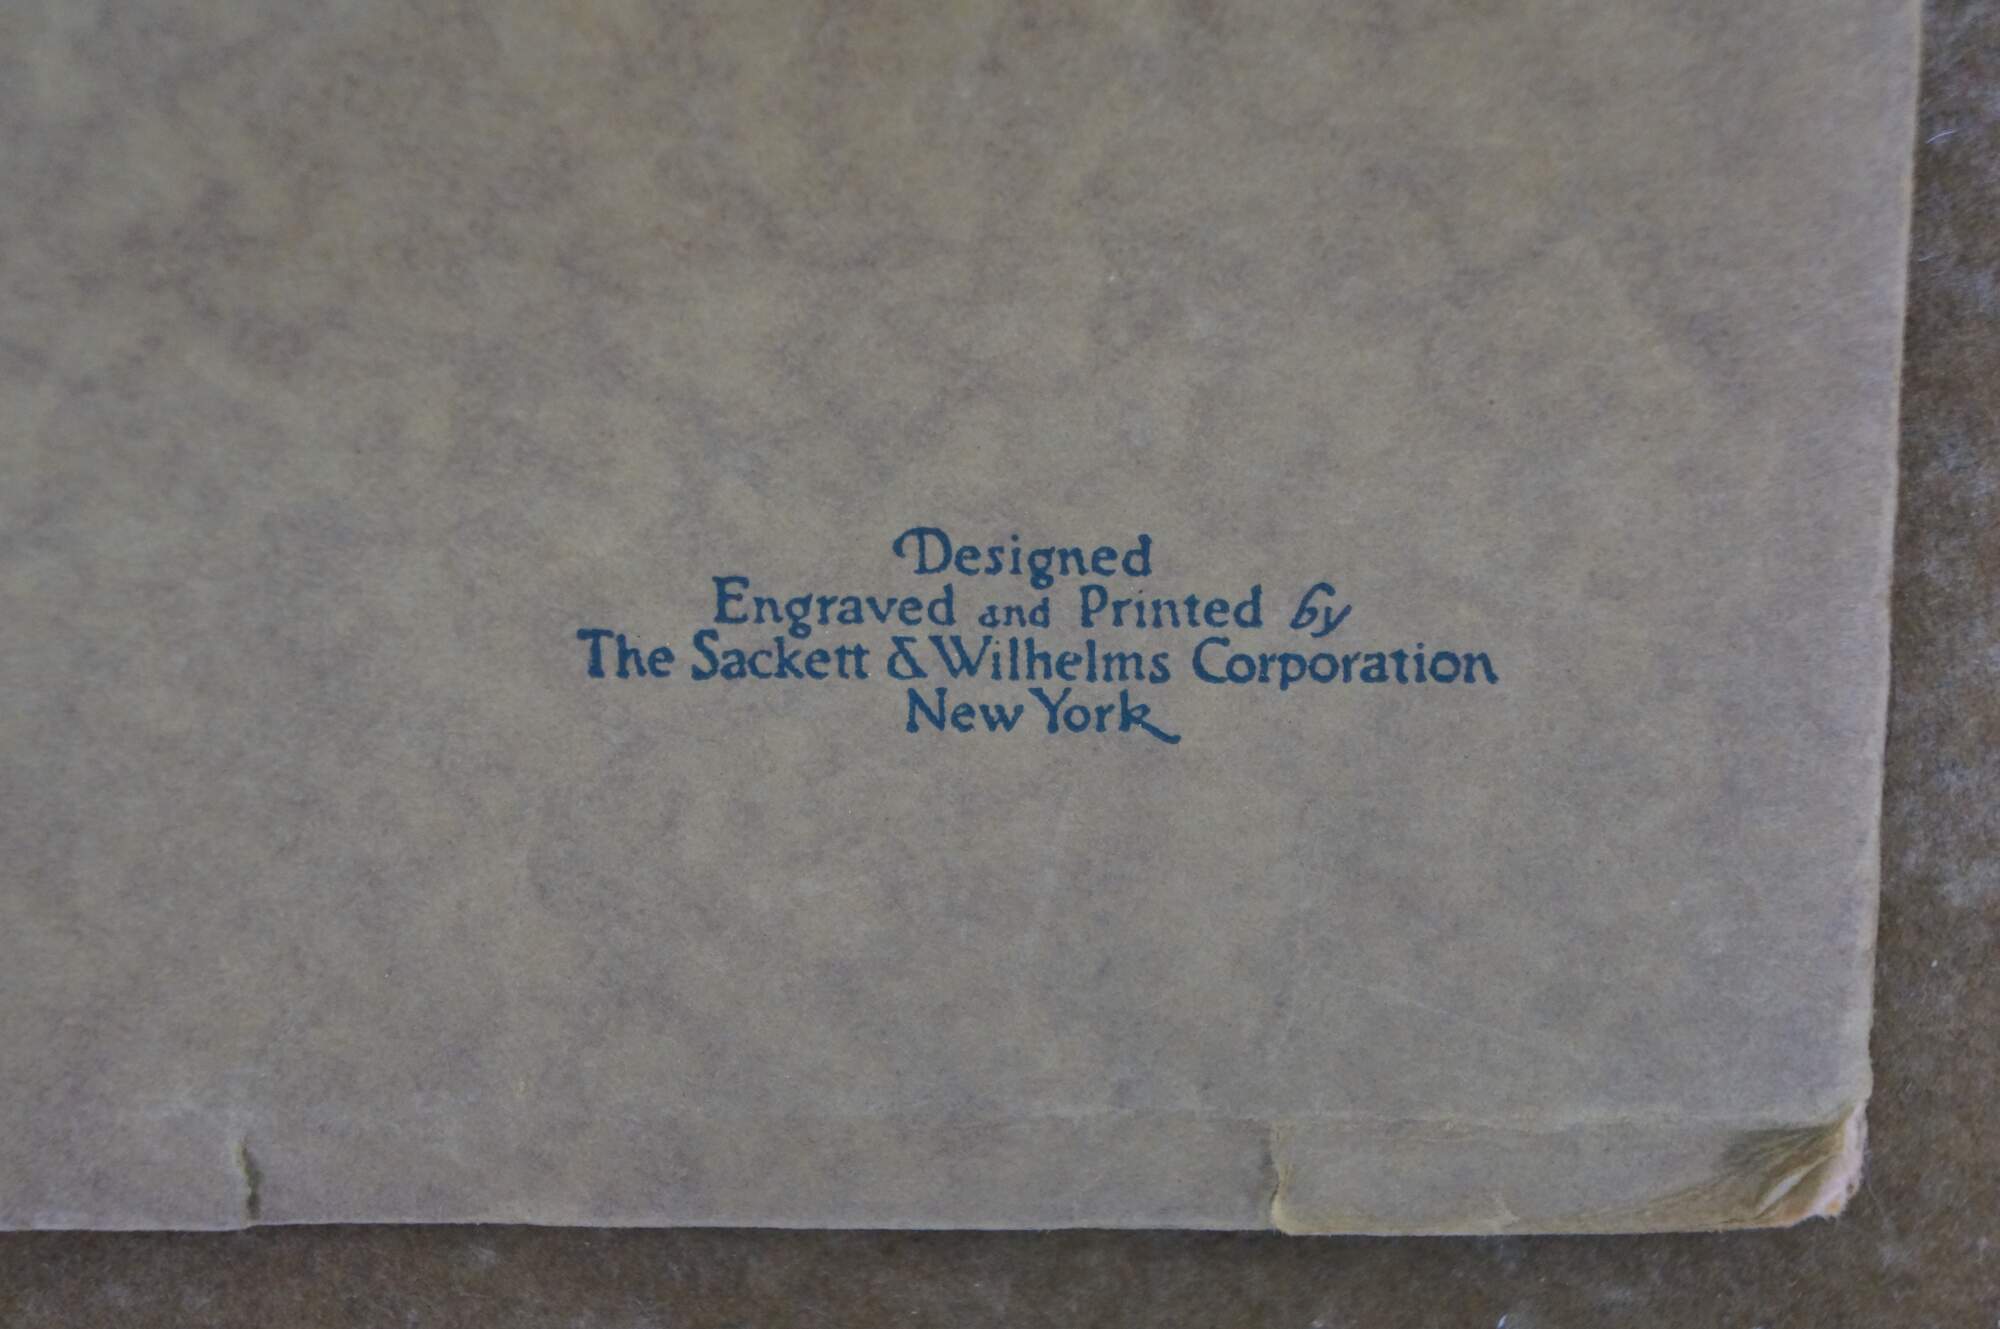 Designed
Engraved and Printed by
The Sackett & Wilhelms Corporation
New York